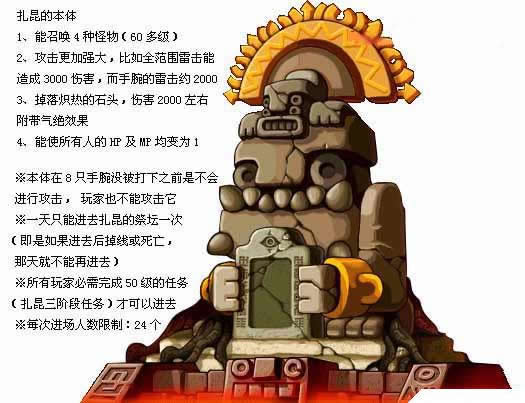 扎昆的本体
1、能召唤4种怪物(60多级)
2、攻击更加强大,比如全范围雷击能
造成3000伤害,而手腕的雷击约2000
3、掉落炽热的石头,伤害2000左右
附带气绝效果
4、能使所有人的HP及MP均变为1
※本体在8只手腕没被打下之前是不会
进行攻击, 玩家也不能攻击它
※一天只能进去扎昆的祭坛一次
(即是如果进去后掉线或死亡,
那天就不能再进去)
※所有玩家必需完成50级的任务
(扎昆三阶段任务)才可以进去
※每次进场人数限制:24个